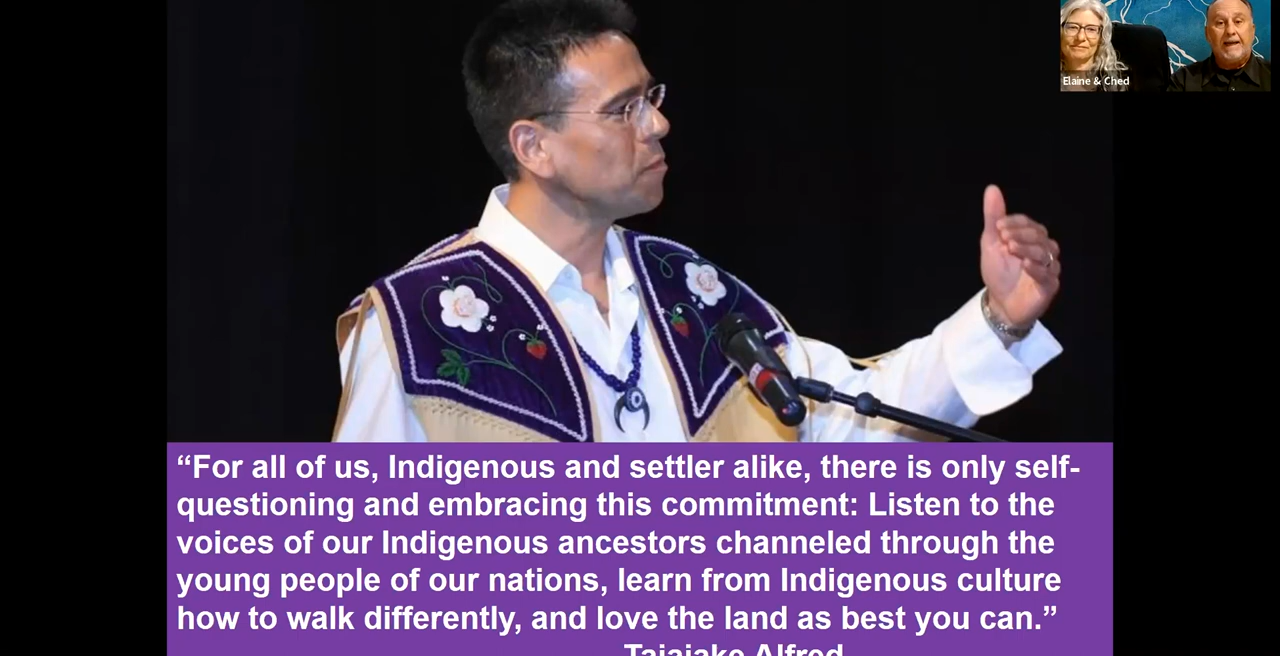 Elaine & Ched
“For all of us, Indigenous and settler alike, there is only self-
questioning and embracing this commitment: Listen to the
voices of our Indigenous ancestors channeled through the
young people of our nations, learn from Indigenous culture
how to walk differently, and love the land as best you can.”
Taiaiake Alfred